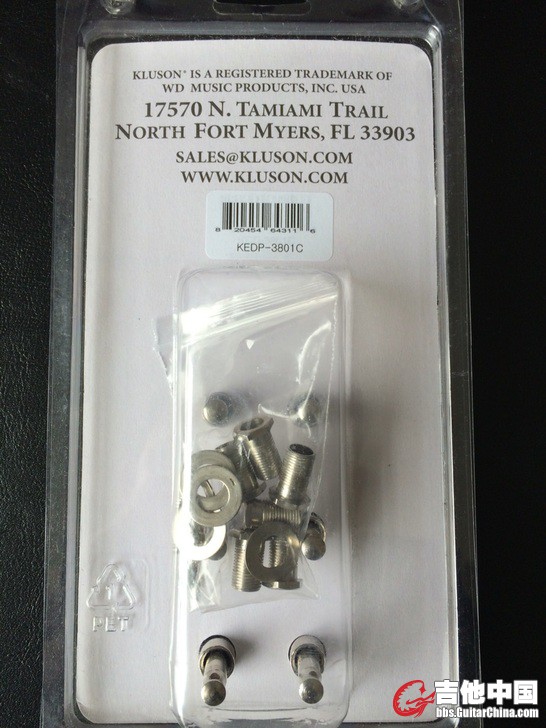 KLUSON® IS A REGISTERED TRADEMARK OF
WD MUSIC PRODUCTS, INC. USA
17570 N. TAMIAMI TRAIL
NORTH FORT MYERS, FL 33903
SALES@KLUSON.COM
WWW.KLUSON.COM
8 20454 64311 6
KEDP-3801C
PET
吉他中国
bbs.GuitarChina.com